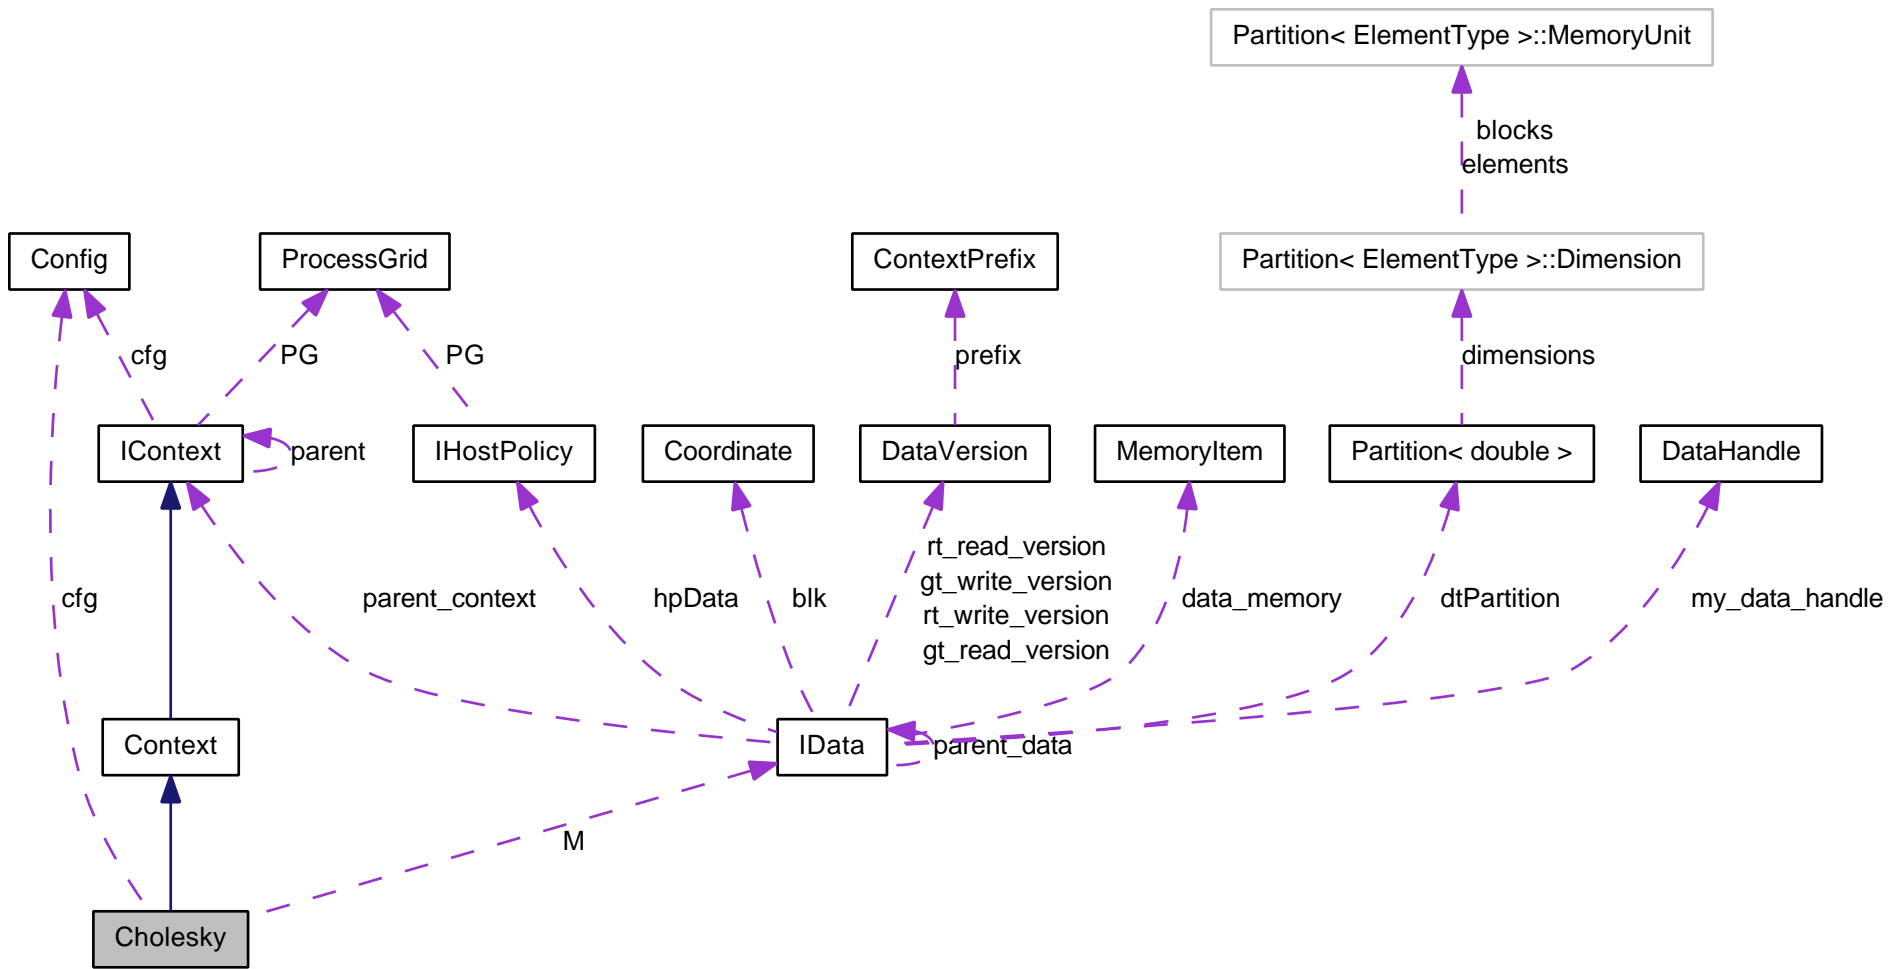 Partition< ElementType >::MemoryUnit
blocks
elements
Config
ProcessGrid
ContextPrefix
Partition< ElementType >::Dimension
cfg
PG
PG
prefix
dimensions
IContext
parent
IHostPolicy
Coordinate
DataVersion
MemoryItem
Partition< double >
DataHandle
cfg
parent_context
hpData
blk
rt_read_version
gt_write_version
rt_write_version
gt_read_version
data_memory
dtPartition
my_data_handle
Context
IData
parent_data
M
Cholesky